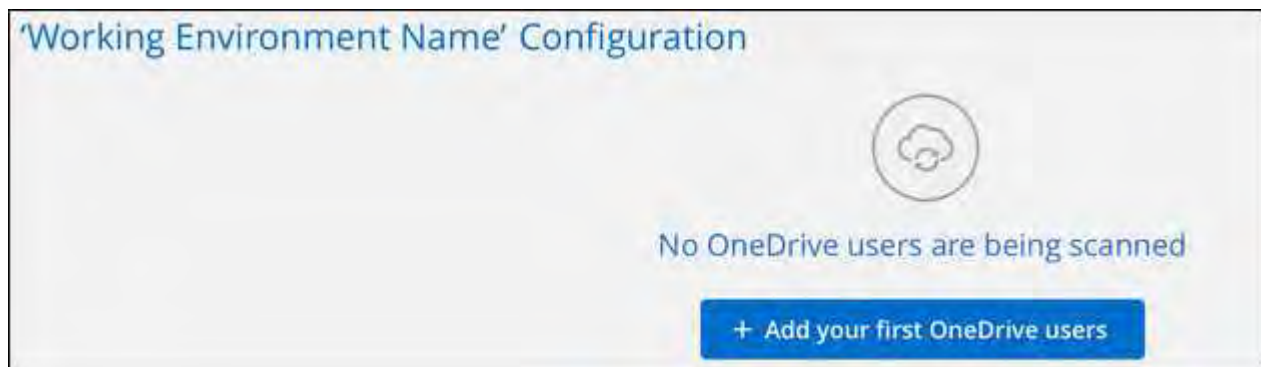 ‘Working Environment Name’ Configuration
No OneDrive users are being scanned
+ Add your first OneDrive users